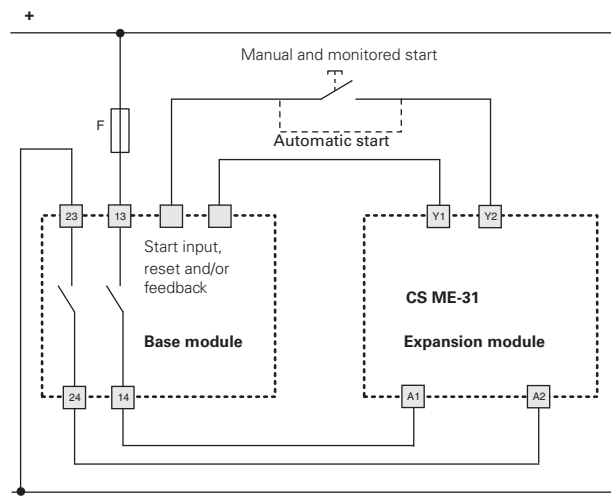 +
Manual and monitored start
F
Automatic start
23
13
Y1
Y2
Start input,
reset and/or
feedback
CS ME-31
Base module
Expansion module
24
14
A1
A2